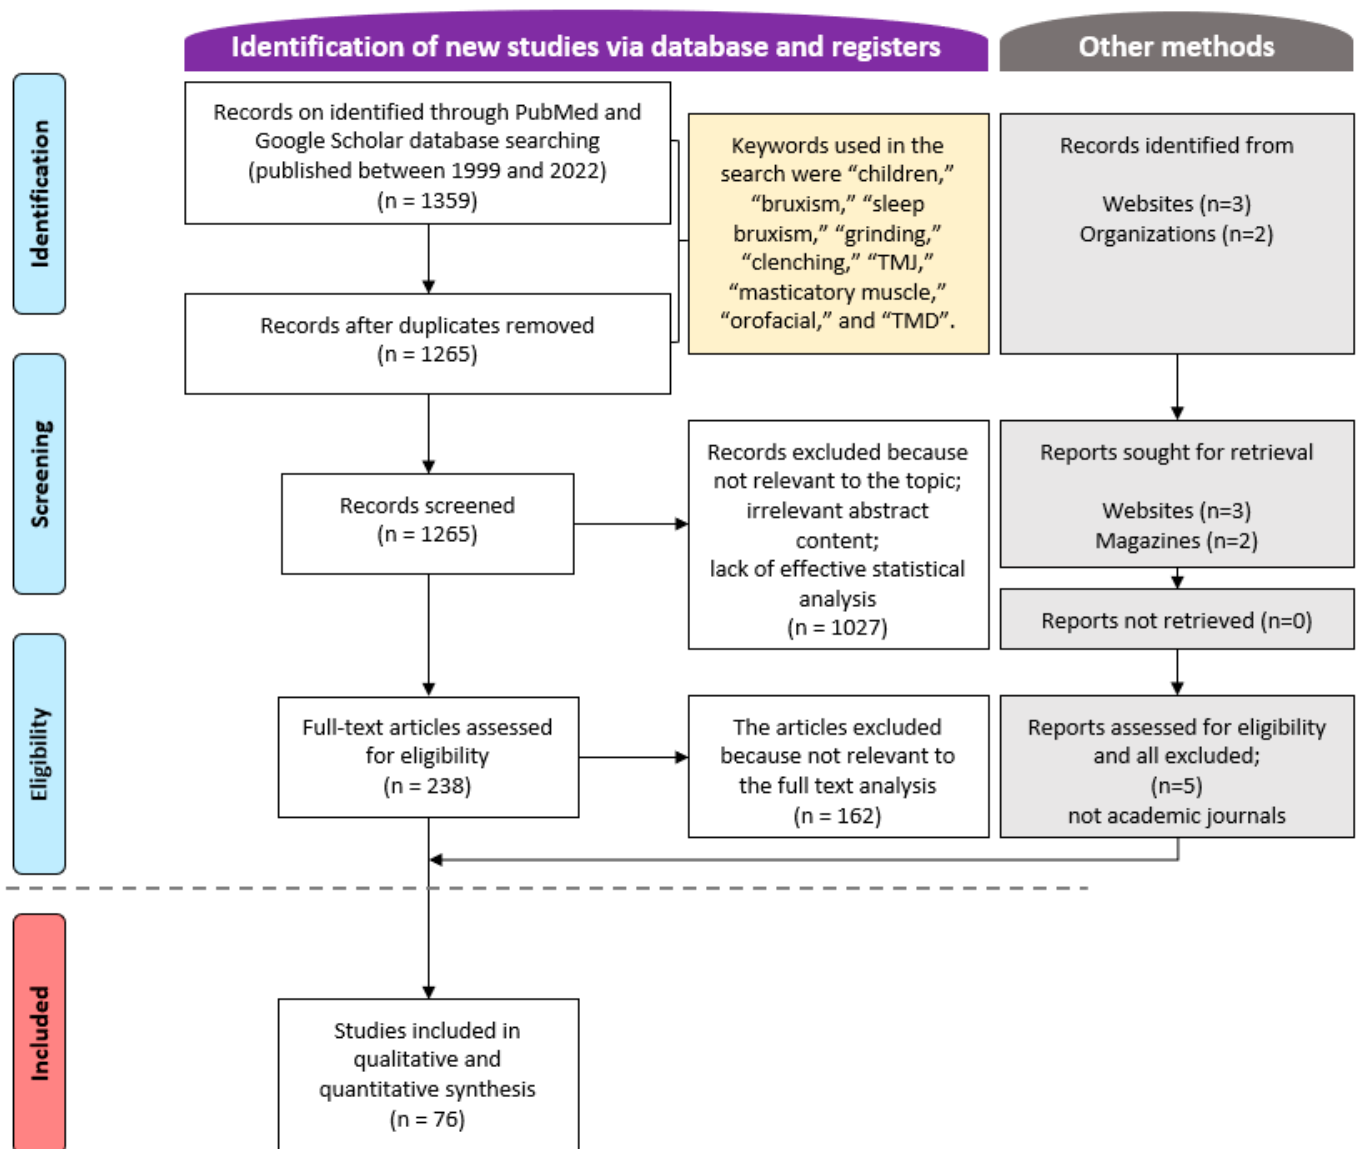 Identification of new studies via database and registers
Other methods
Identification
Records on identified through PubMed and
Google Scholar database searching
(published between 1999 and 2022)
(n = 1359)
Keywords used in the
search were “children,”
“bruxism,” “sleep
bruxism,” “grinding,”
“clenching,” “TMJ,”
“masticatory muscle,”
“orofacial,” and “TMD”.
Records identified from
Websites (n=3)
Organizations (n=2)
Records after duplicates removed
(n = 1265)
Screening
Records screened
(n = 1265)
Records excluded because
not relevant to the topic;
irrelevant abstract
content;
lack of effective statistical
analysis
(n = 1027)
Reports sought for retrieval
Websites (n=3)
Magazines (n=2)
Reports not retrieved (n=0)
Eligibility
Full-text articles assessed
for eligibility
(n = 238)
The articles excluded
because not relevant to
the full text analysis
(n = 162)
Reports assessed for eligibility
and all excluded;
(n=5)
not academic journals
Included
Studies included in
qualitative and
quantitative synthesis
(n = 76)